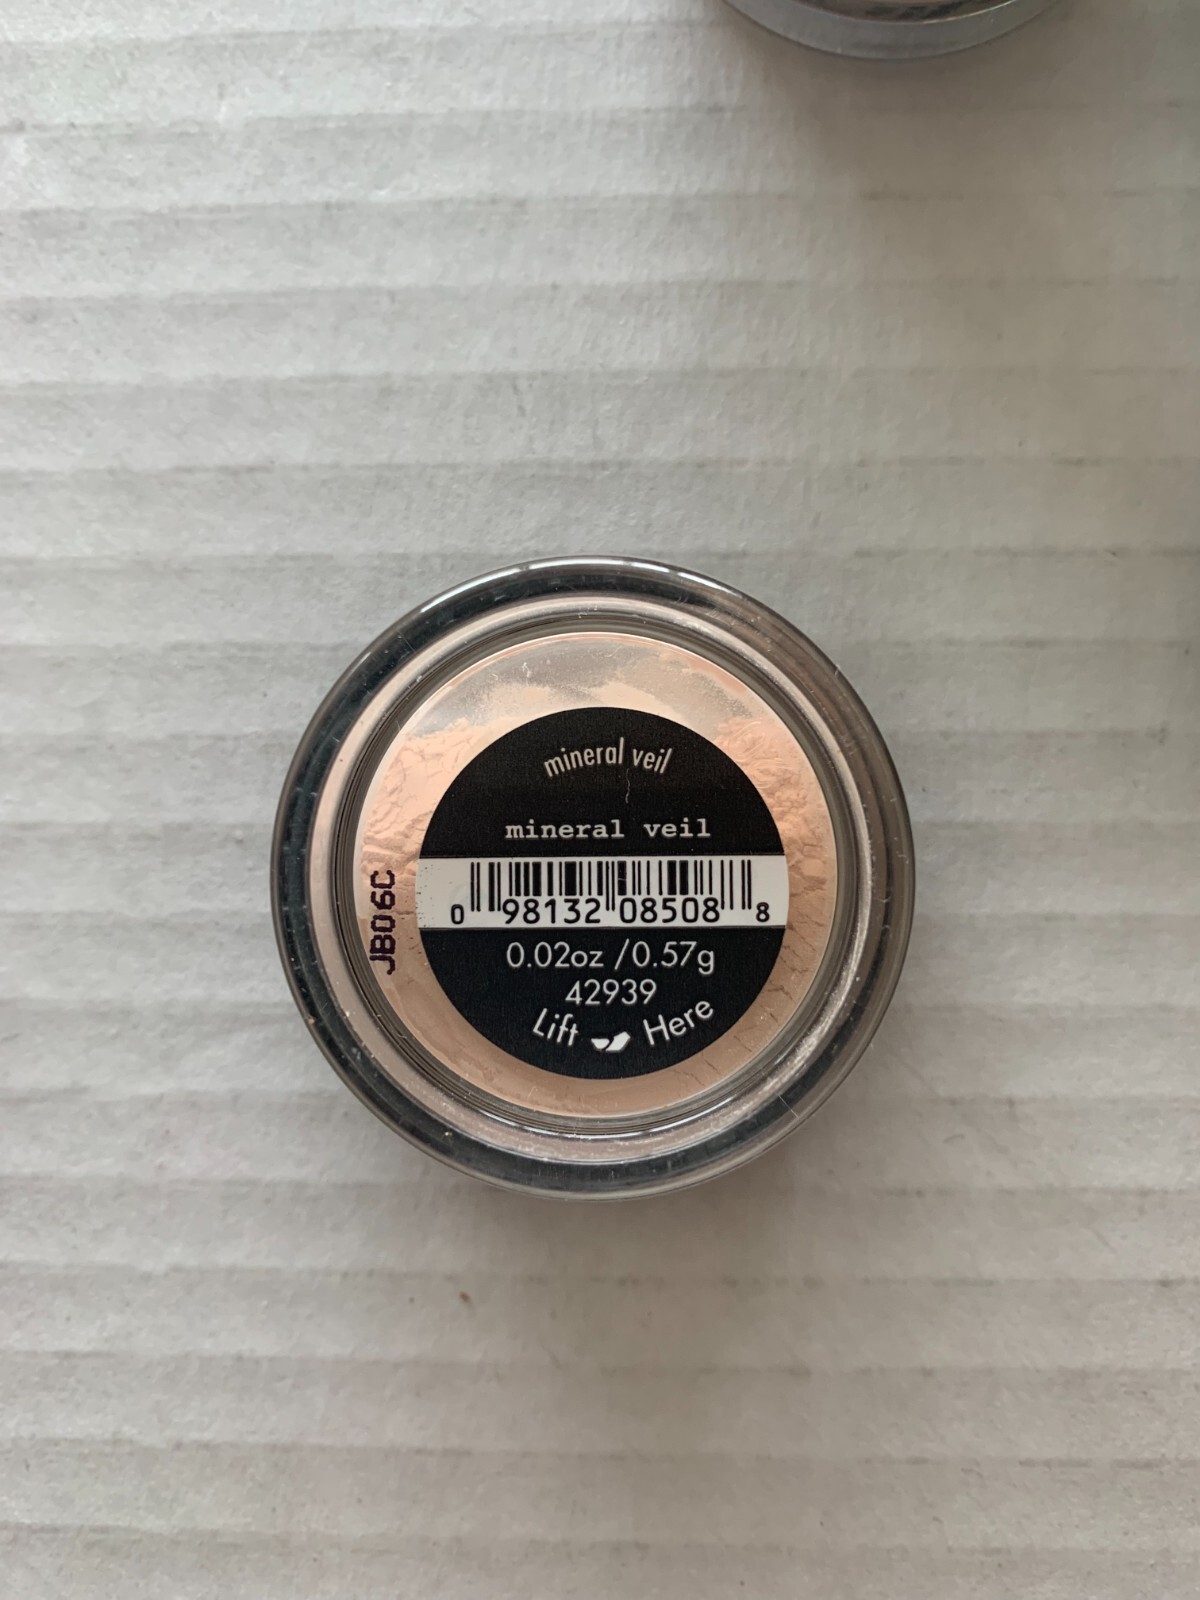 mineral veil
mineral veil
0 98132 08508 8
0.02oz /0.57g
42939
Lift Here
JB06C